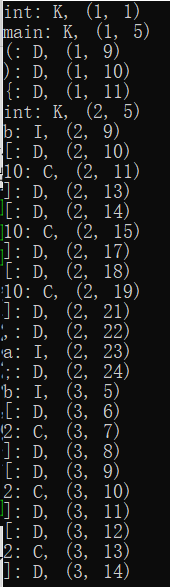 int: K, (1, 1)
main: K, (1, 5)
(: D, (1, 9)
): D, (1, 10)
{: D, (1, 11)
int: K, (2, 5)
b: I, (2, 9)
[: D, (2, 10)
10: C, (2, 11)
]: D, (2, 13)
[: D, (2, 14)
10: C, (2, 15)
]: D, (2, 17)
[: D, (2, 18)
10: C, (2, 19)
]: D, (2, 21)
,: D, (2, 22)
a: I, (2, 23)
;: D, (2, 24)
b: I, (3, 5)
[: D, (3, 6)
2: C, (3, 7)
]: D, (3, 8)
[: D, (3, 9)
2: C, (3, 10)
]: D, (3, 11)
[: D, (3, 12)
2: C, (3, 13)
]: D, (3, 14)